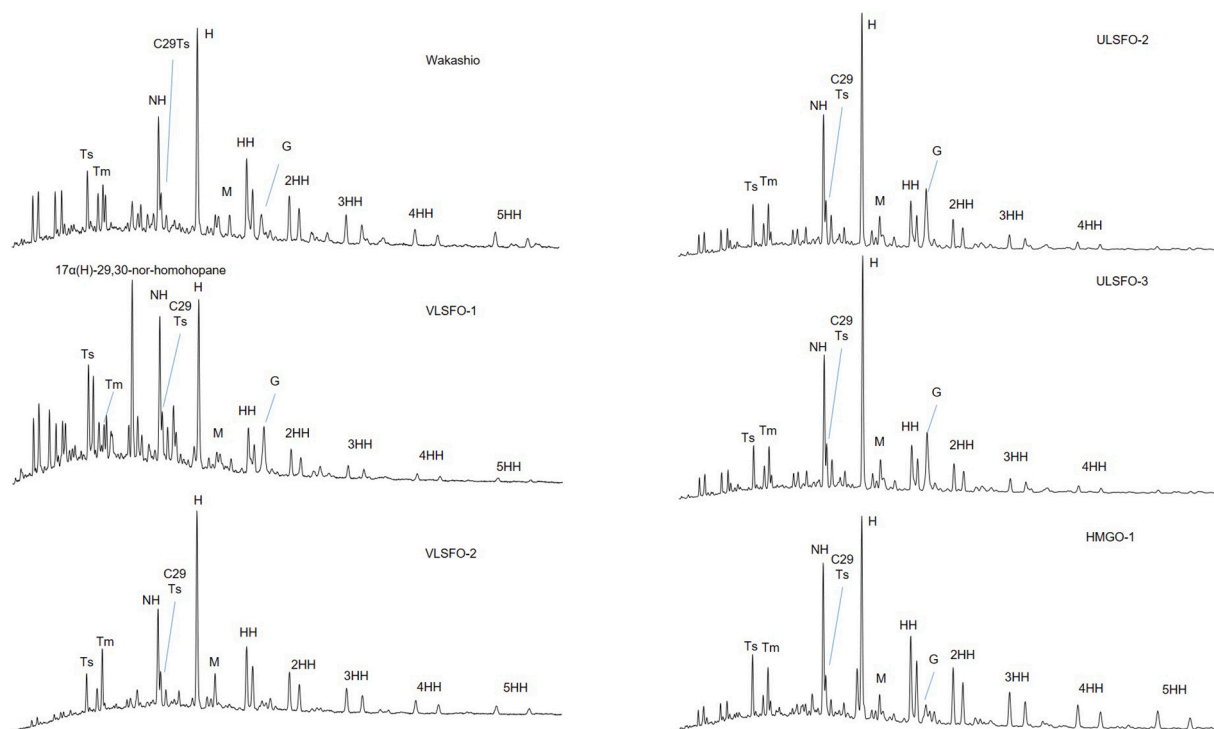 H
C29Ts
Wakashio
NH
Ts
Tm
HH
G
M
2HH
3HH
4HH
5HH
17α(H)-29,30-nor-homohopane
NH
H
C29
Ts
VLSFO-1
Ts
Tm
G
HH
M
2HH
3HH
4HH
5HH
H
VLSFO-2
C29
Ts
NH
Tm
Ts
HH
M
2HH
3HH
4HH
5HH
H
ULSFO-2
C29
Ts
NH
G
Ts
Tm
M
HH
2HH
3HH
4HH
H
ULSFO-3
C29
Ts
NH
G
Ts
Tm
M
HH
2HH
3HH
4HH
H
HMGO-1
NH
C29
Ts
HH
Ts
Tm
G
2HH
M
3HH
4HH
5HH